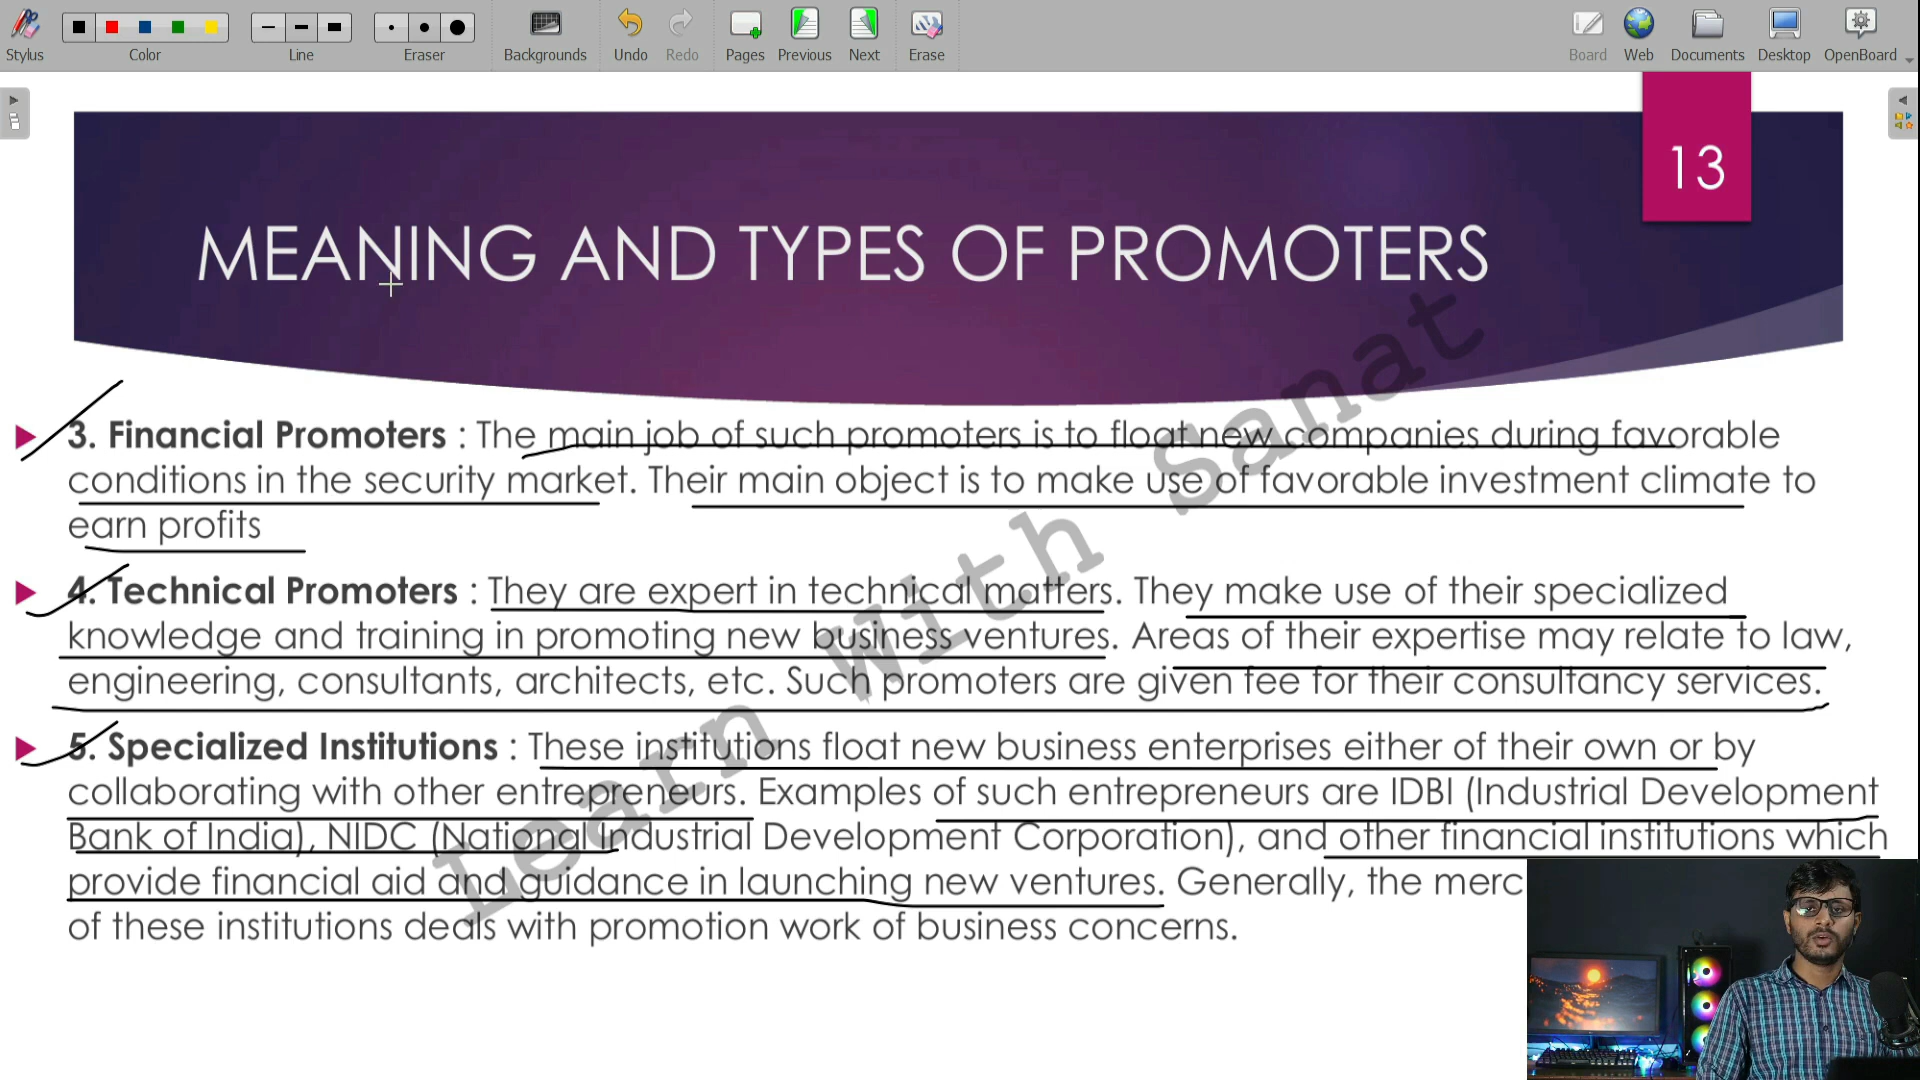 Stylus
Color
Line
Eraser
Backgrounds
Undo
Redo
Pages
Previous
Next
Erase
Board
Web
Documents
Desktop
OpenBoard
13
MEANING AND TYPES OF PROMOTERS
3. Financial Promoters : The main job of such promoters is to float new companies during favorable
conditions in the security market. Their main object is to make use of favorable investment climate to
earn profits
4. Technical Promoters : They are expert in technical matters. They make use of their specialized
knowledge and training in promoting new business ventures. Areas of their expertise may relate to law,
engineering, consultants, architects, etc. Such promoters are given fee for their consultancy services.
5. Specialized Institutions : These institutions float new business enterprises either of their own or by
collaborating with other entrepreneurs. Examples of such entrepreneurs are IDBI (Industrial Development
Bank of India), NIDC (National Industrial Development Corporation), and other financial institutions which
provide financial aid and guidance in launching new ventures. Generally, the merc
of these institutions deals with promotion work of business concerns.
Learn With Sanat